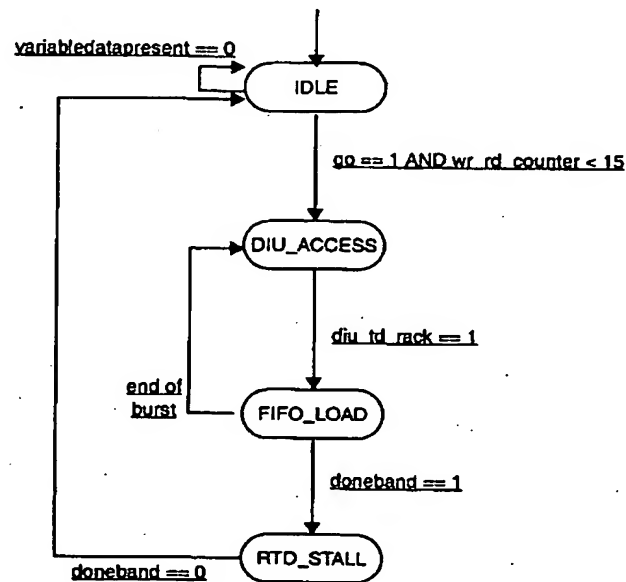 variabledatapresent == 0
IDLE
go == 1 AND wr_rd_counter < 15
DIU_ACCESS
diu_td_rack == 1
end of
burst
FIFO_LOAD
doneband == 1
RTD_STALL
doneband == 0